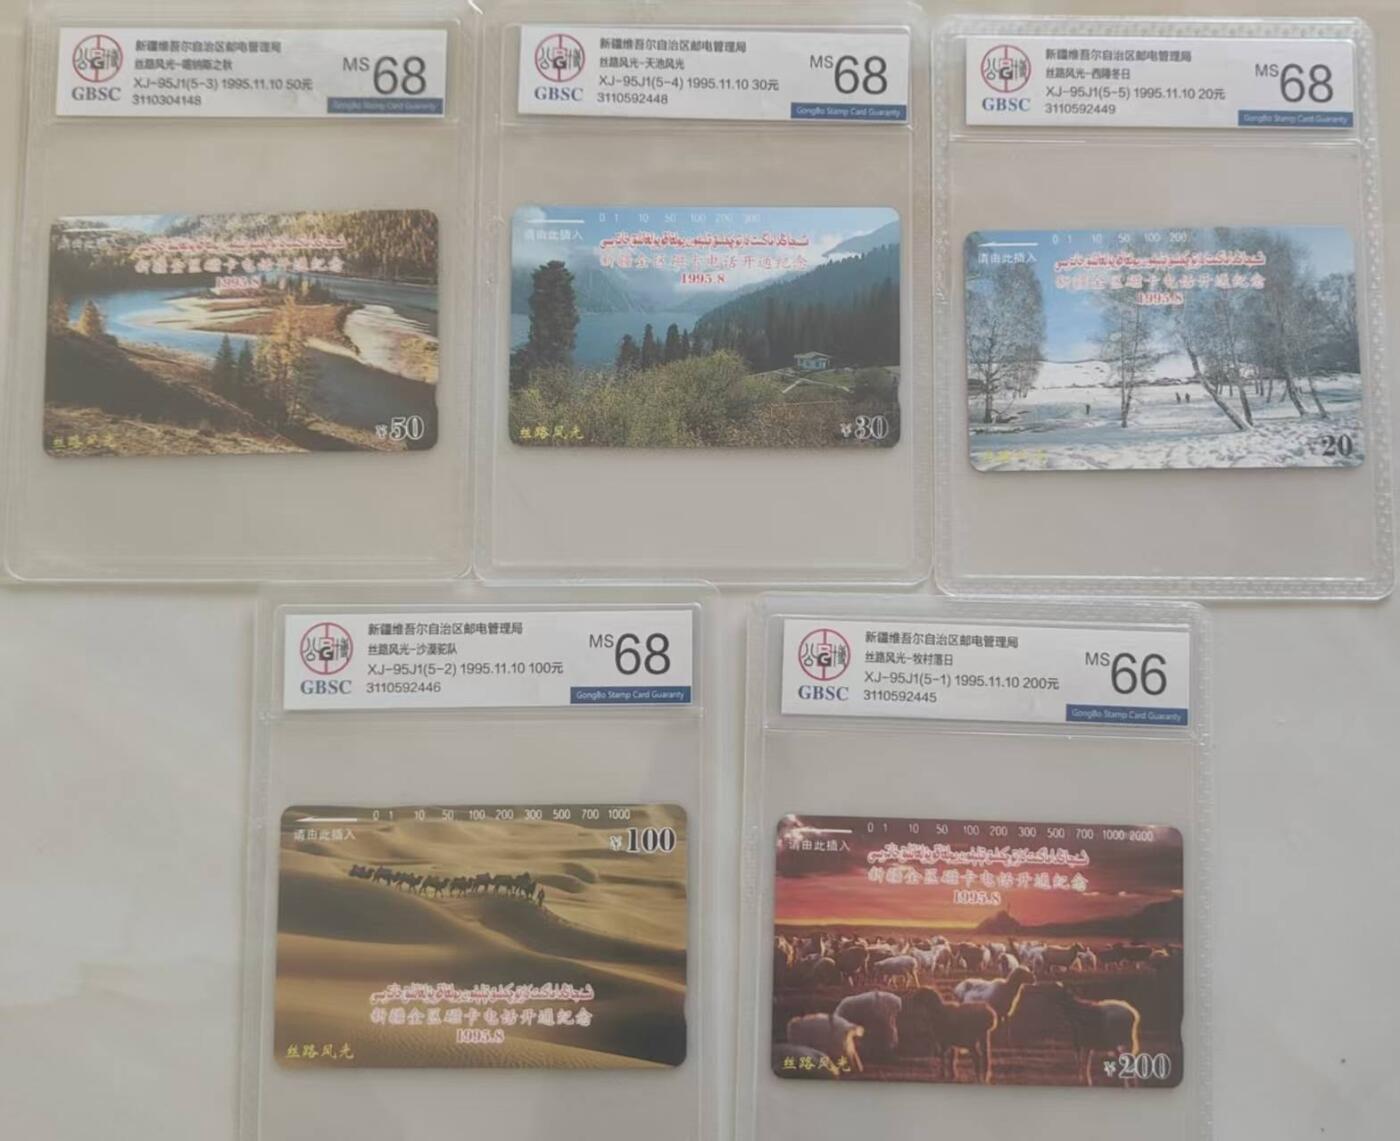 GBSC
新疆维吾尔自治区邮电管理局
丝路风光-喀纳斯之秋
XJ-95J1(5-3) 1995.11.10 50元
3110304148
MS 68
GongBo Stamp Card Guaranty
请由此插入
新疆全区磁卡电话开通纪念
1995.8
丝路风光
¥50
GBSC
新疆维吾尔自治区邮电管理局
丝路风光-天池风光
XJ-95J1(5-4) 1995.11.10 30元
3110592448
MS 68
GongBo Stamp Card Guaranty
0 1 10 50 100 200 300
请由此插入
新疆全区磁卡电话开通纪念
1995.8
丝路风光
¥30
GBSC
新疆维吾尔自治区邮电管理局
丝路风光-西陲冬日
XJ-95J1(5-5) 1995.11.10 20元
3110592449
MS 68
GongBo Stamp Card Guaranty
0 1 10 50 100 200
请由此插入
新疆全区磁卡电话开通纪念
1995.8
丝路风光
¥20
GBSC
新疆维吾尔自治区邮电管理局
丝路风光-沙漠驼队
XJ-95J1(5-2) 1995.11.10 100元
3110592446
MS 68
GongBo Stamp Card Guaranty
0 1 10 50 100 200 300 500 700 1000
请由此插入
¥100
新疆全区磁卡电话开通纪念
1995.8
丝路风光
GBSC
新疆维吾尔自治区邮电管理局
丝路风光-牧村落日
XJ-95J1(5-1) 1995.11.10 200元
3110592445
MS 66
GongBo Stamp Card Guaranty
0 1 10 50 100 200 300 500 700 1000 2000
请由此插入
新疆全区磁卡电话开通纪念
1995.8
丝路风光
¥200